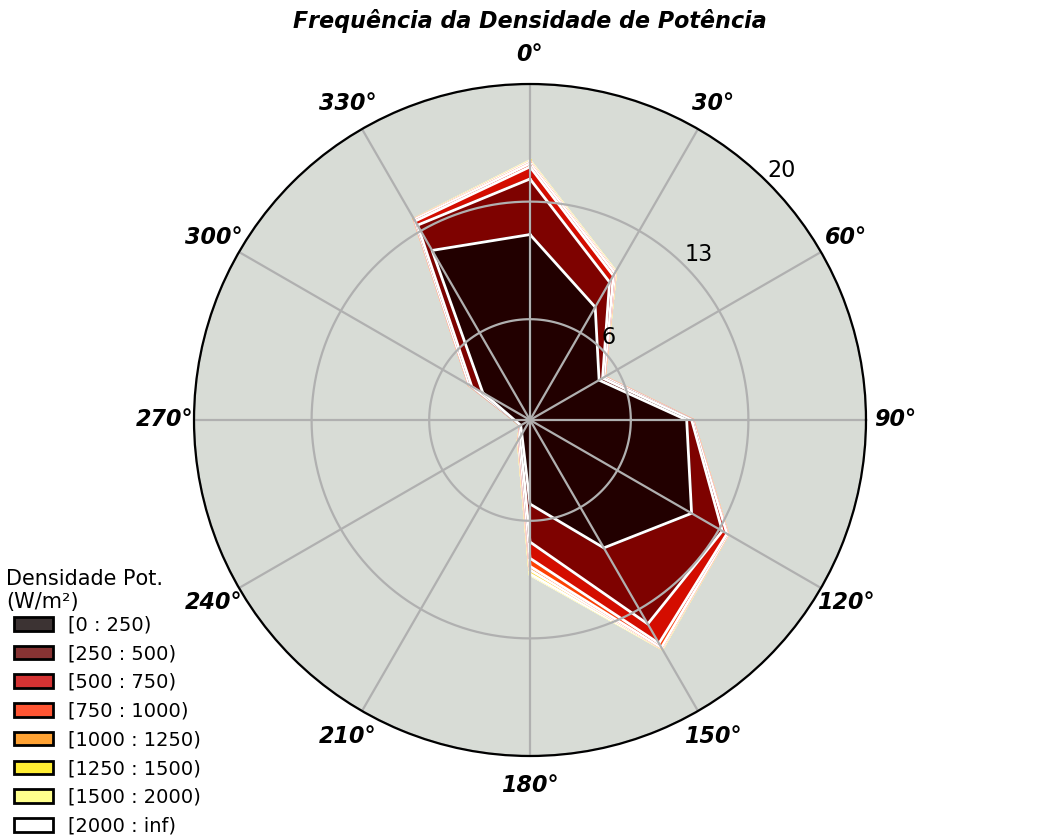 Frequência da Densidade de Potência
0°
330°
30°
20
300°
60°
13
6
270°
90°
240°
120°
210°
150°
180°
Densidade Pot.
(W/m²)
[0 : 250)
[250 : 500)
[500 : 750)
[750 : 1000)
[1000 : 1250)
[1250 : 1500)
[1500 : 2000)
[2000 : inf)